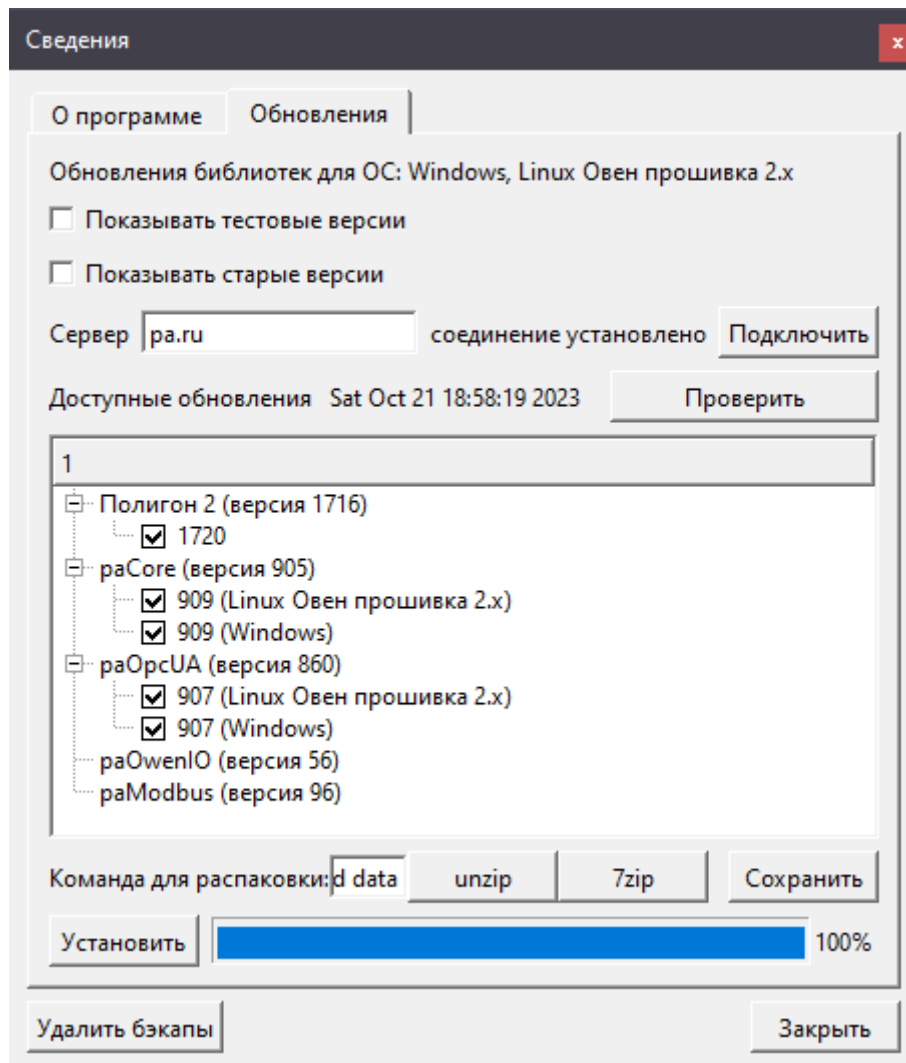 Сведения
x
О программе Обновления
Обновления библиотек для ОС: Windows, Linux Овен прошивка 2.x
Показывать тестовые версии
Показывать старые версии
Сервер pa.ru соединение установлено Подключить
Доступные обновления Sat Oct 21 18:58:19 2023 Проверить
1
Полигон 2 (версия 1716)
1720
paCore (версия 905)
909 (Linux Овен прошивка 2.x)
909 (Windows)
paOpcUA (версия 860)
907 (Linux Овен прошивка 2.x)
907 (Windows)
paOwenIO (версия 56)
paModbus (версия 96)
Команда для распаковки: d data unzip 7zip Сохранить
Установить 100%
Удалить бэкапы Закрыть